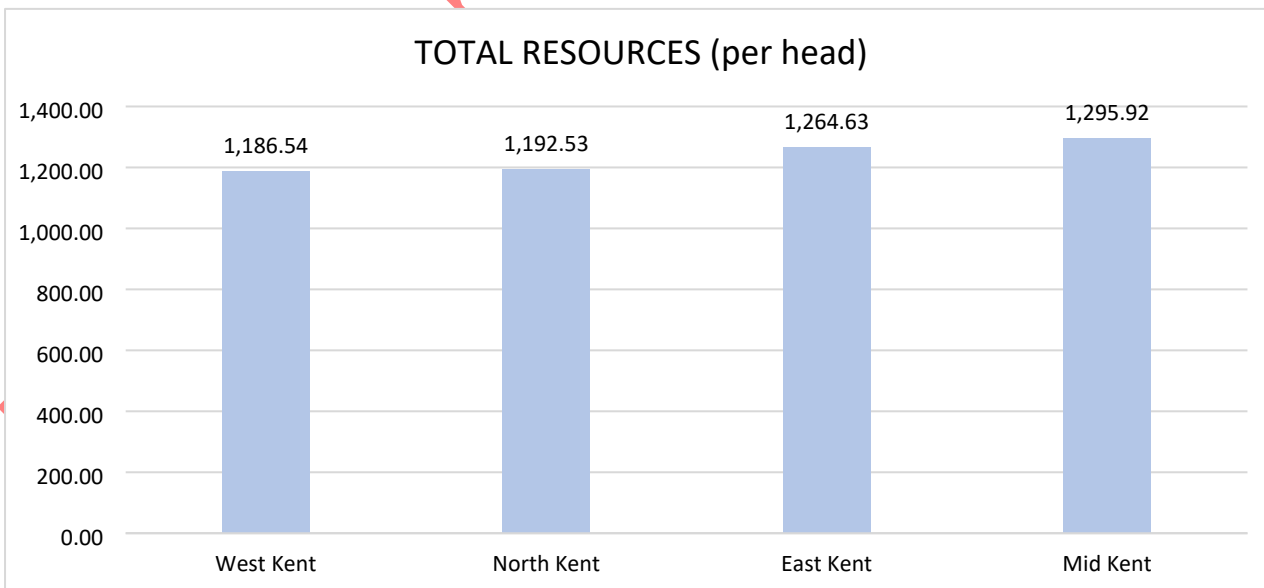 TOTAL RESOURCES (per head)
1,400.00
1,200.00
1,000.00
800.00
600.00
400.00
200.00
0.00
1,186.54
1,192.53
1,264.63
1,295.92
West Kent
North Kent
East Kent
Mid Kent